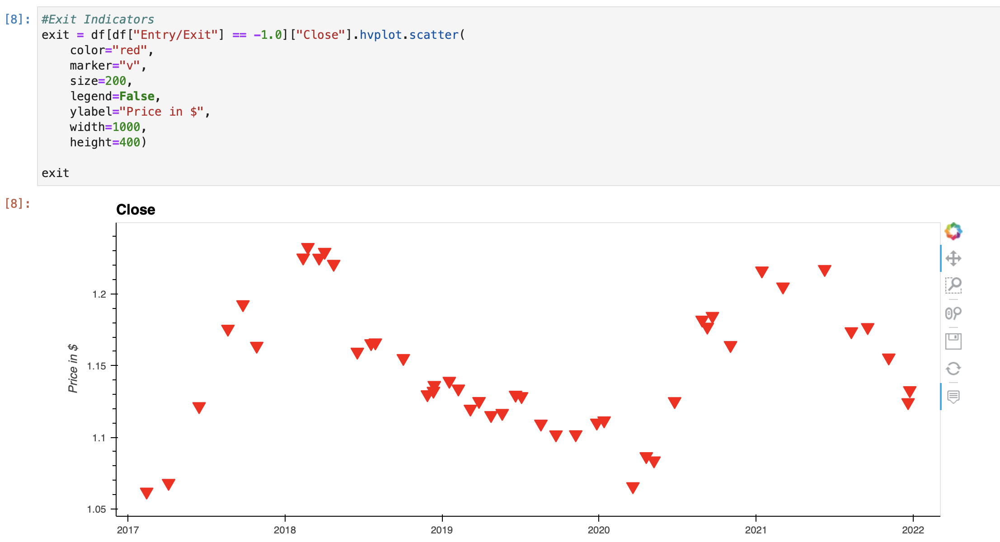 [8]: #Exit Indicators
exit = df[df["Entry/Exit"] == -1.0]["Close"].hvplot.scatter(
    color="red",
    marker="v",
    size=200,
    legend=False,
    ylabel="Price in $",
    width=1000,
    height=400)
exit
[8]:
Close
1.2
1.15
1.1
1.05
Price in $
2017 2018 2019 2020 2021 2022